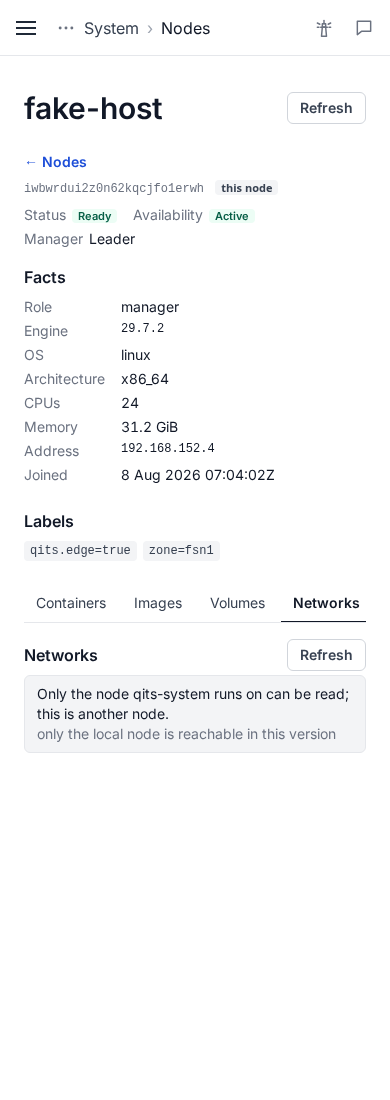 ··· System › Nodes
fake-host
Refresh
← Nodes
iwbwrdui2z0n62kqcjfo1erwh this node
Status Ready Availability Active
Manager Leader
Facts
Role manager
Engine 29.7.2
OS linux
Architecture x86_64
CPUs 24
Memory 31.2 GiB
Address 192.168.152.4
Joined 8 Aug 2026 07:04:02Z
Labels
qits.edge=true zone=fsn1
Containers Images Volumes Networks
Networks Refresh
Only the node qits-system runs on can be read;
this is another node.
only the local node is reachable in this version